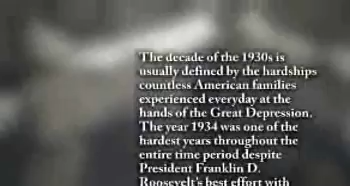 The decade of the 1930s is
usually defined by the hardships
countless American families
experienced everyday at the
hands of the Great Depression.
The year 1934 was one of the
hardest years throughout the
entire time period despite
President Franklin D.
Roosevelt's best effort with